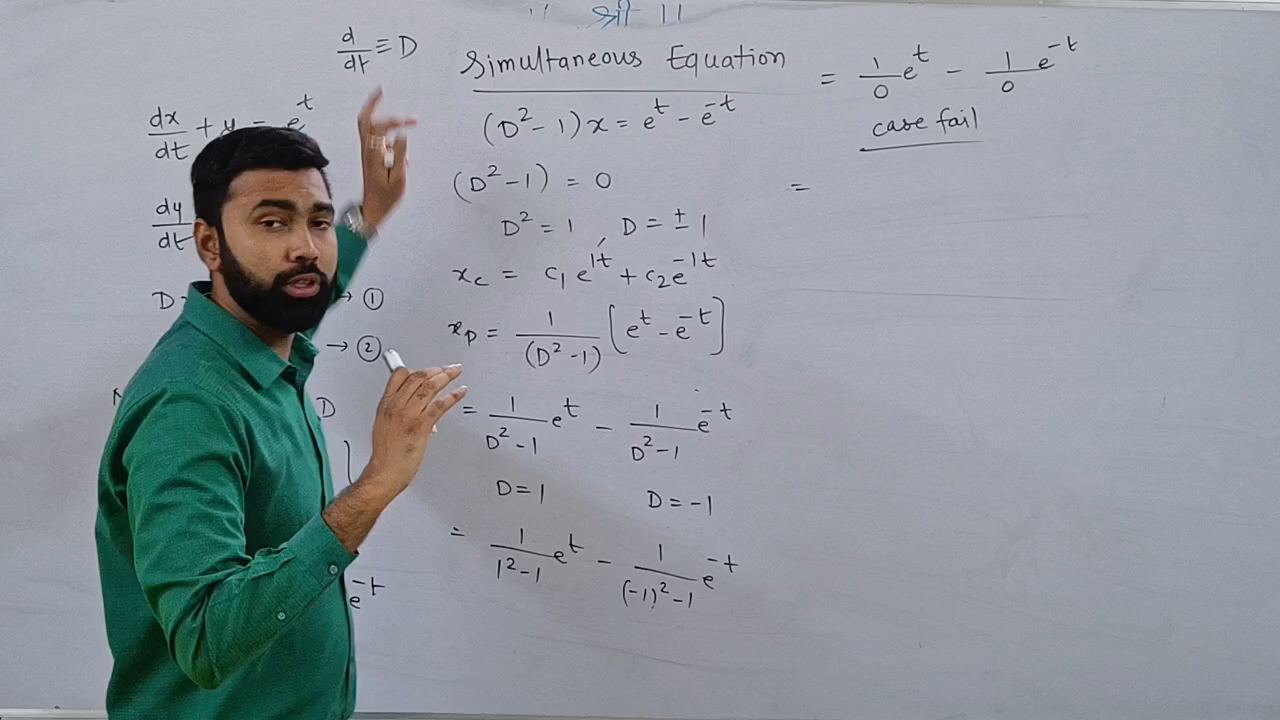 ।। श्री ।।
d/dt ≡ D
dx/dt + y = e^t
dy/dt
D
→ ①
→ ②
D
e^-t
Simultaneous Equation
(D² - 1) x = e^t - e^-t
(D² - 1) = 0
D² = 1 , D = ± 1
x_c = c₁ e^1t + c₂ e^-1t
x_p = 1/(D² - 1) [e^t - e^-t]
= 1/D² - 1 e^t - 1/D² - 1 e^-t
D = 1 D = -1
= 1/1² - 1 e^t - 1/(-1)² - 1 e^-t
= 1/0 e^t - 1/0 e^-t
case fail
=